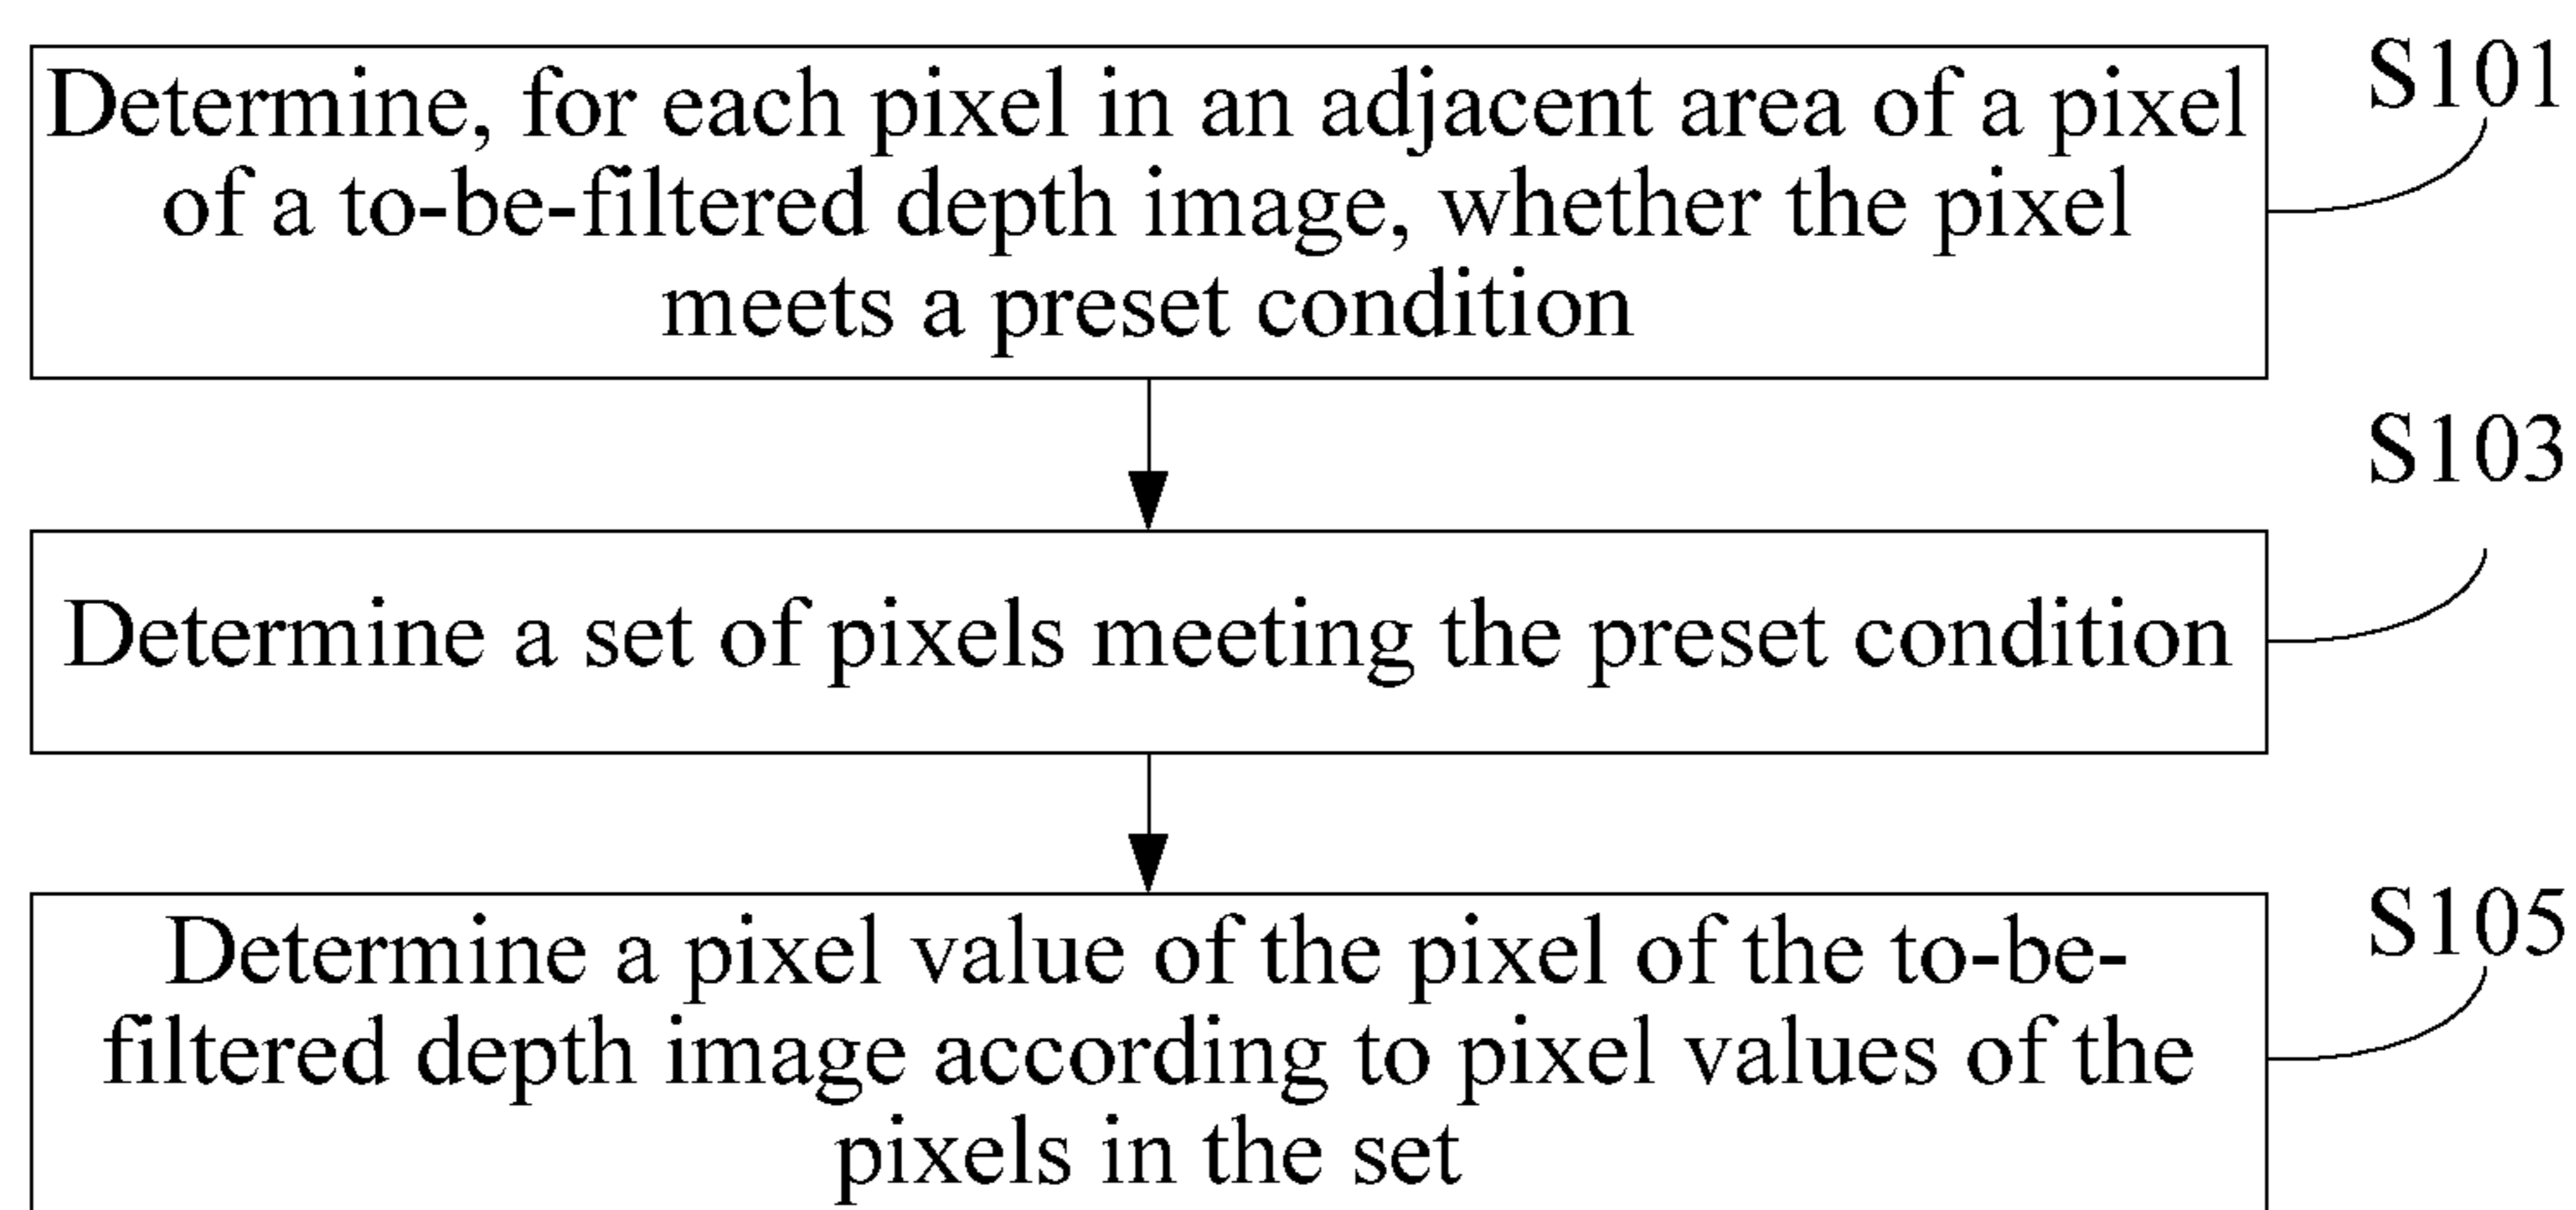 Determine, for each pixel in an adjacent area of a pixel
of a to-be-filtered depth image, whether the pixel
meets a preset condition
S101
Determine a set of pixels meeting the preset condition
S103
Determine a pixel value of the pixel of the to-be-
filtered depth image according to pixel values of the
pixels in the set
S105